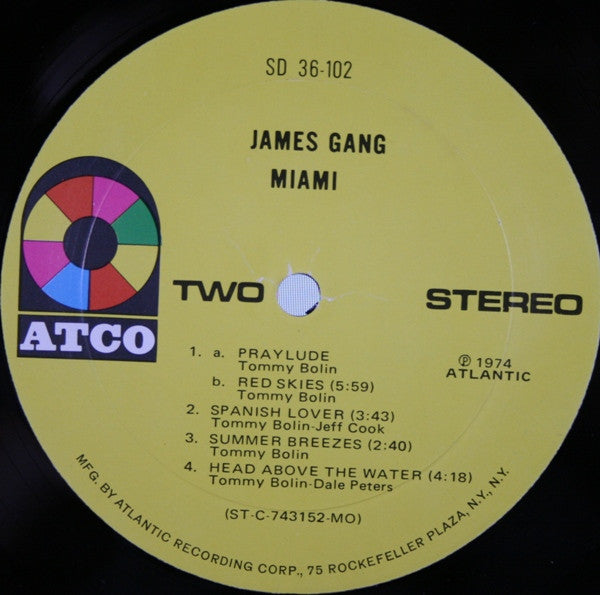 SD 36-102
JAMES GANG
MIAMI
ATCO
TWO
STEREO
1. a. PRAYLUDE
Tommy Bolin
b. RED SKIES (5:59)
Tommy Bolin
2. SPANISH LOVER (3:43)
Tommy Bolin-Jeff Cook
3. SUMMER BREEZES (2:40)
Tommy Bolin
4. HEAD ABOVE THE WATER (4:18)
Tommy Bolin-Dale Peters
(ST-C-743152-MO)
Ⓟ 1974
ATLANTIC
MFG. BY ATLANTIC RECORDING CORP., 75 ROCKEFELLER PLAZA, N.Y., N.Y.